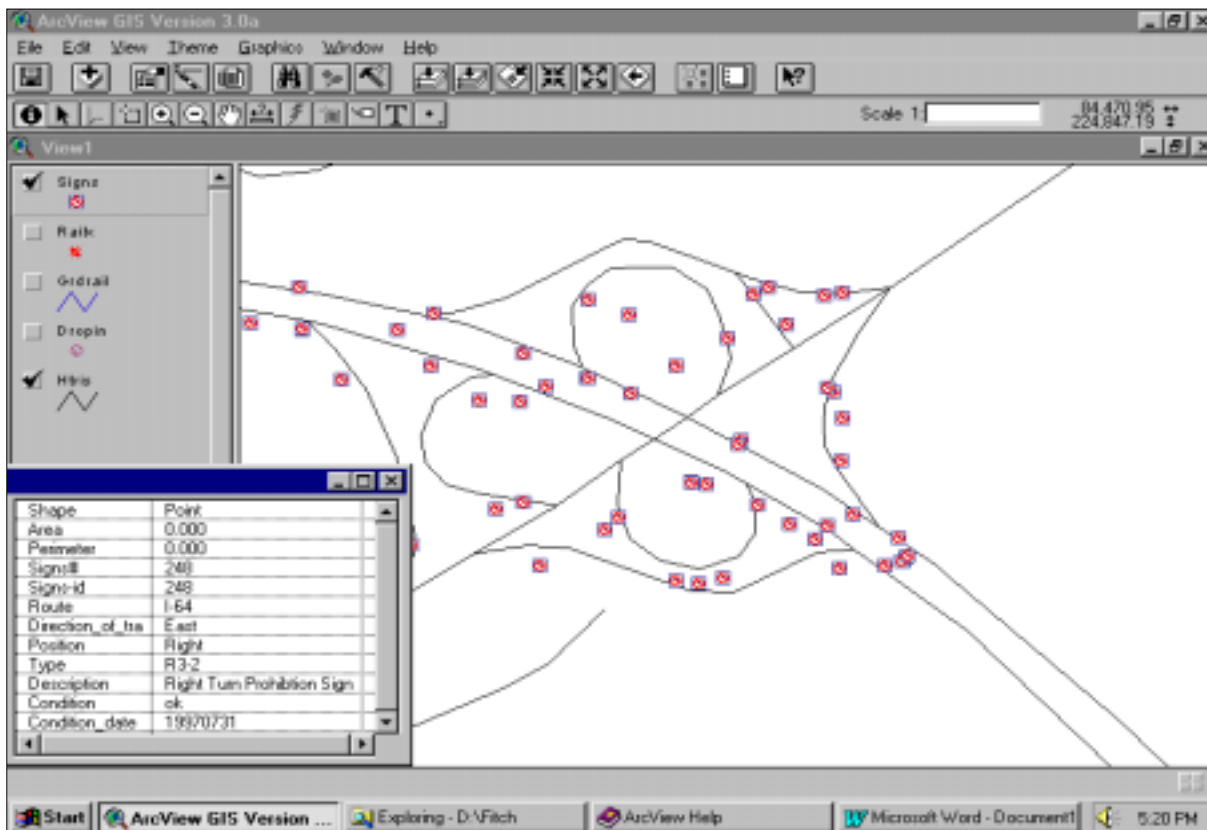 ArcView GIS Version 3.0a
File Edit View Theme Graphics Window Help
Scale 1:
84,470.95
224,847.19
View1
Signs
Grdrail
Dropin
Shape Point
Area 0.000
Perimeter 0.000
Signs# 248
Signs-id 248
Route I-64
Direction_of_tra East
Position Right
Type R3-2
Description Right Turn Prohibtion Sign
Condition ok
Condition_date 19970731
Start ArcView GIS Version ... Exploring - D:\Fitch ArcView Help Microsoft Word - Document1 5:20 PM